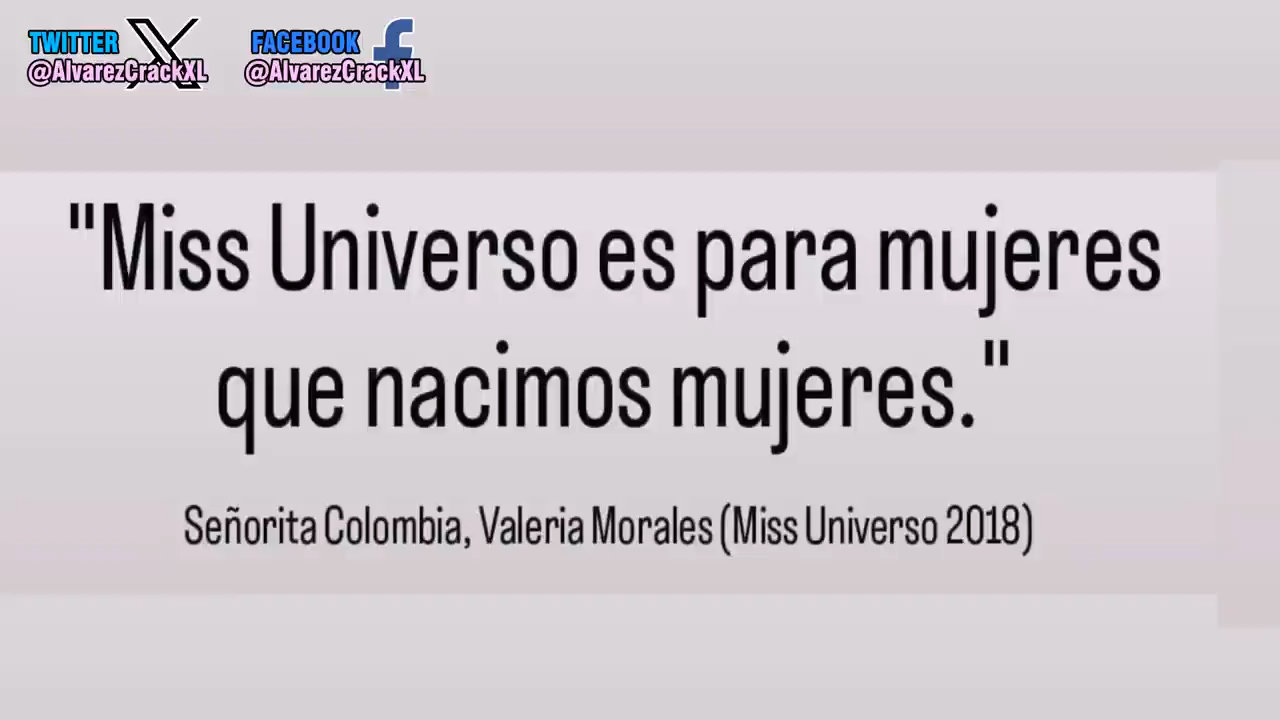 TWITTER
@AlvarezCrackXL
FACEBOOK
@AlvarezCrackXL
"Miss Universo es para mujeres
que nacimos mujeres."
Señorita Colombia, Valeria Morales (Miss Universo 2018)